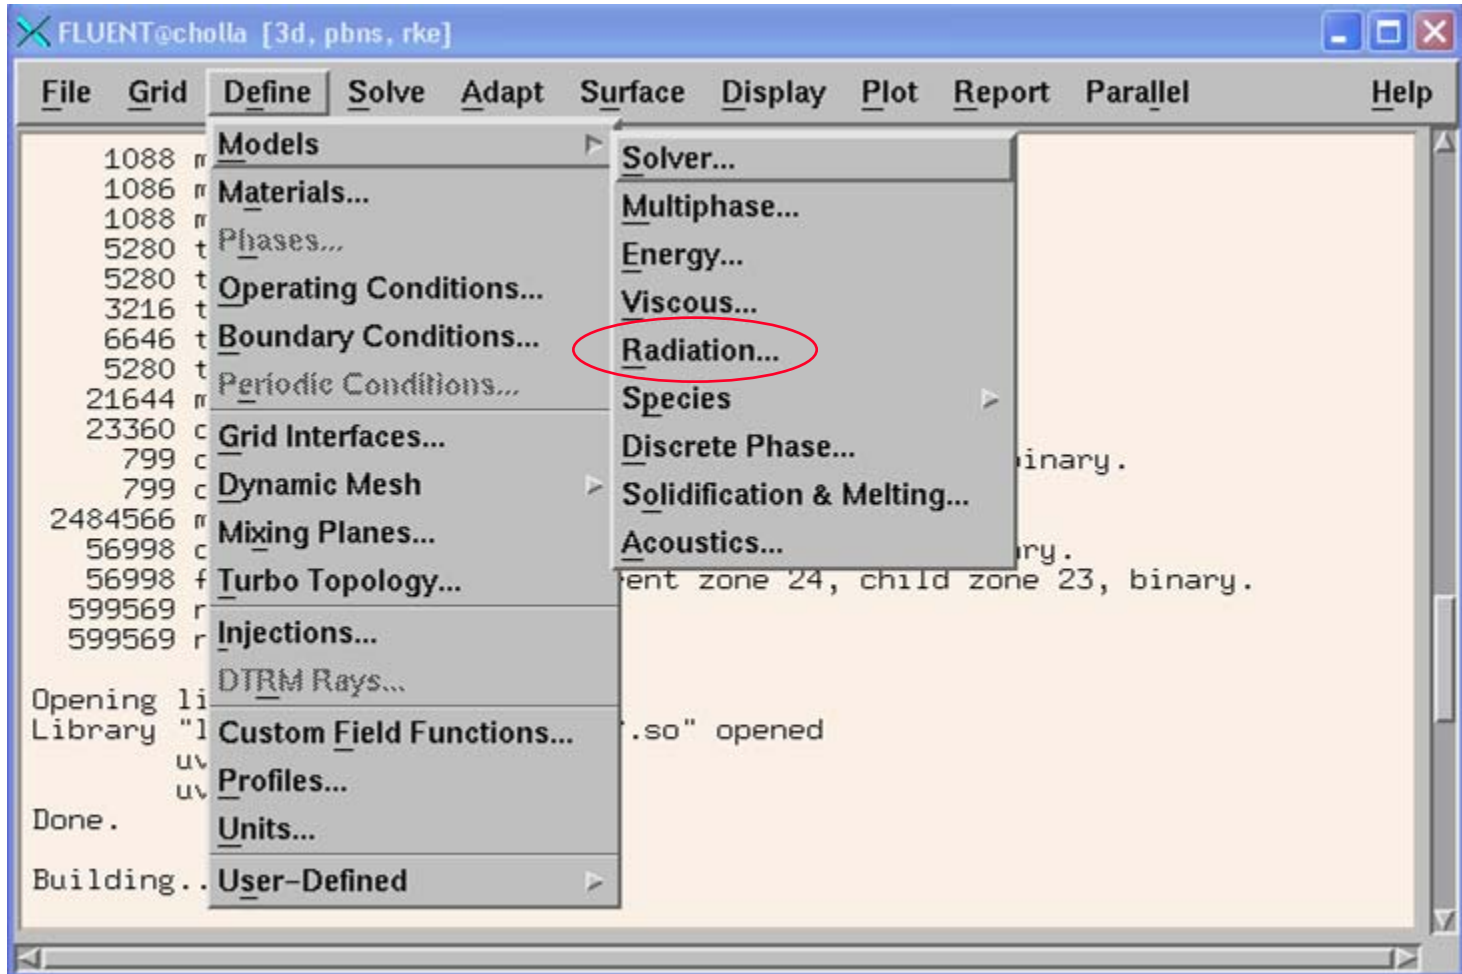 FLUENT@cholla [3d, pbns, rke]
File Grid Define Solve Adapt Surface Display Plot Report Parallel Help
Models
Materials...
Phases...
Operating Conditions...
Boundary Conditions...
Periodic Conditions...
Grid Interfaces...
Dynamic Mesh
Mixing Planes...
Turbo Topology...
Injections...
DTRM Rays...
Custom Field Functions...
Profiles...
Units...
User-Defined
Solver...
Multiphase...
Energy...
Viscous...
Radiation...
Species
Discrete Phase...
Solidification & Melting...
Acoustics...
1088 m
1086 m
1088 m
5280 t
5280 t
3216 t
6646 t
5280 t
21644 m
23360 c
799 c inary.
799 c
2484566 m
56998 c ry.
56998 f ent zone 24, child zone 23, binary.
599569 r
599569 r
Opening li
Library "l .so" opened
uv
uv
Done.
Building..